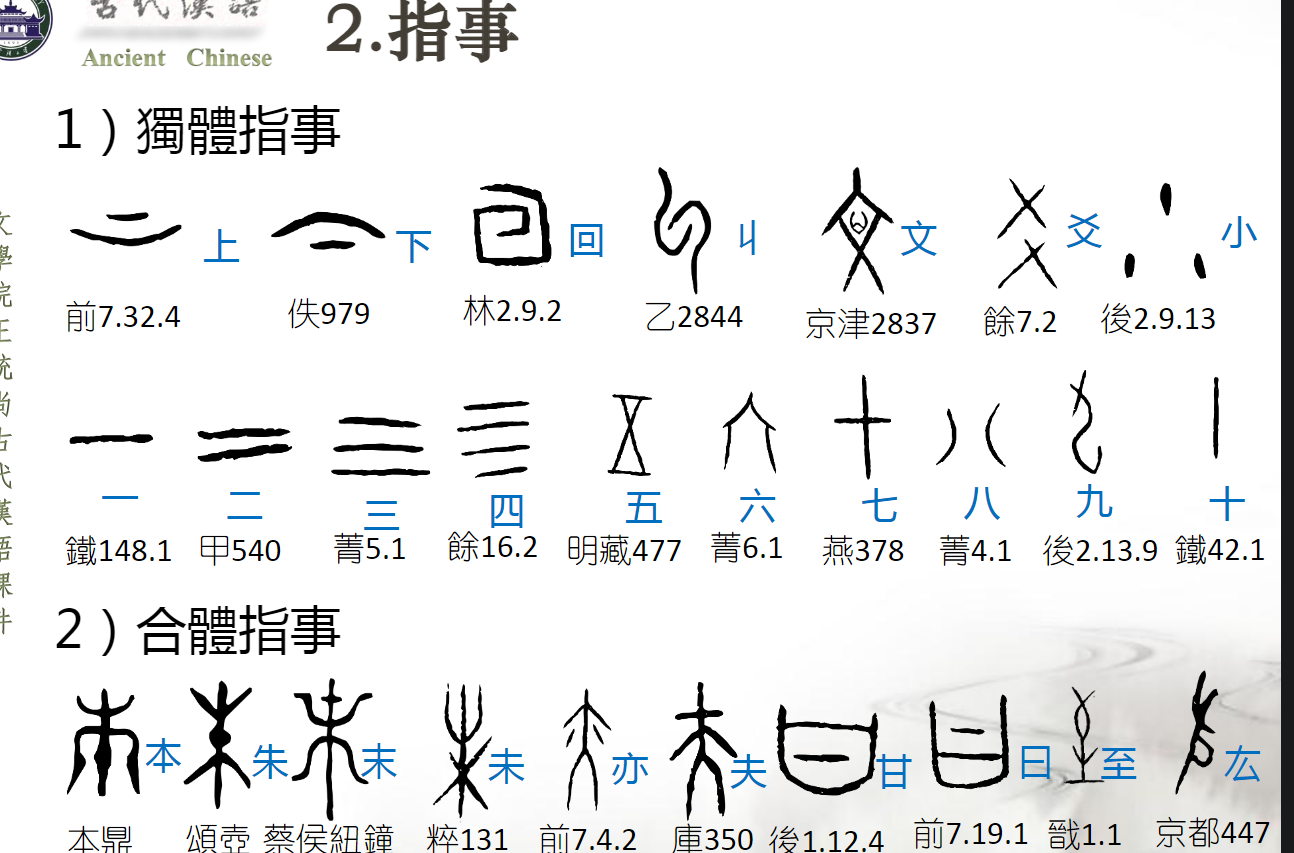 古代漢語
Ancient Chinese
2.指事
1）獨體指事
上 下 回 丩 文 爻 小
前7.32.4 佚979 林2.9.2 乙2844 京津2837 餘7.2 後2.9.13
一 二 三 四 五 六 七 八 九 十
鐵148.1 甲540 菁5.1 餘16.2 明藏477 菁6.1 燕378 菁4.1 後2.13.9 鐵42.1
2）合體指事
本 朱 末 未 亦 夫 甘 曰 至 厷
本鼎 頌壺 蔡侯紐鐘 粹131 前7.4.2 庫350 後1.12.4 前7.19.1 戩1.1 京都447
文學院正統尚古代漢語課件